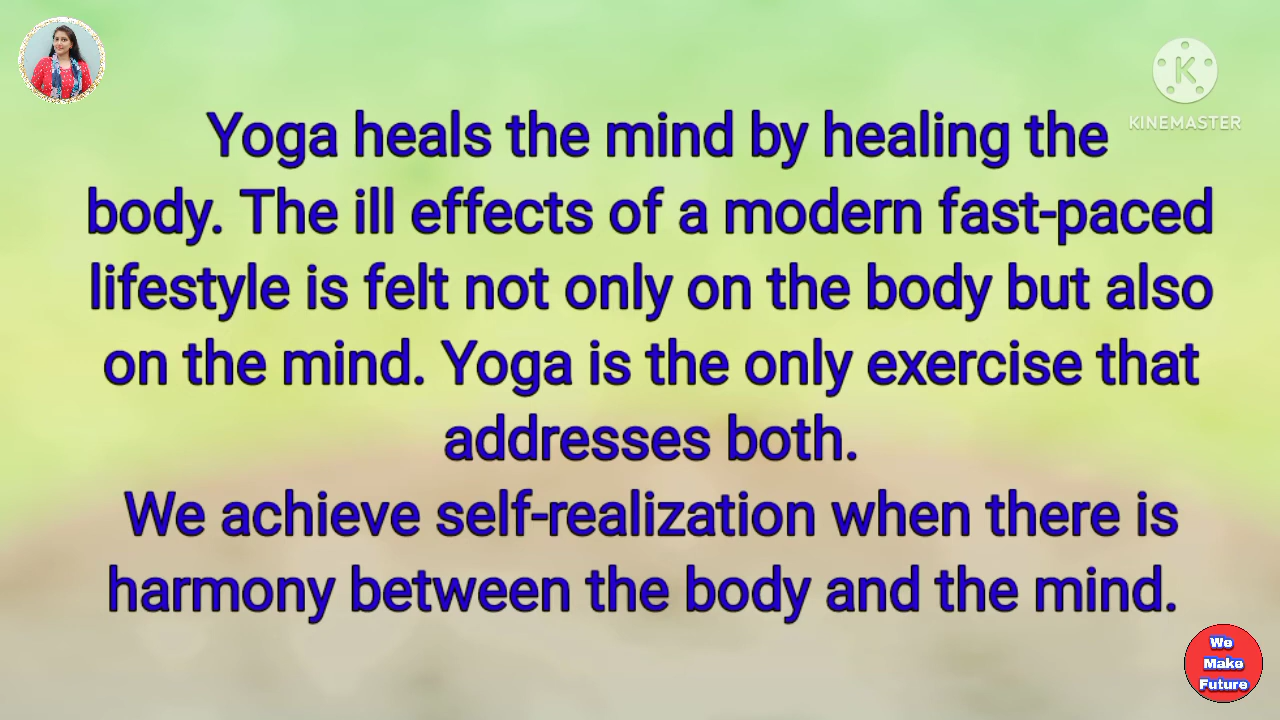 KINEMASTER
Yoga heals the mind by healing the
body. The ill effects of a modern fast-paced
lifestyle is felt not only on the body but also
on the mind. Yoga is the only exercise that
addresses both.
We achieve self-realization when there is
harmony between the body and the mind.
We
Make
Future